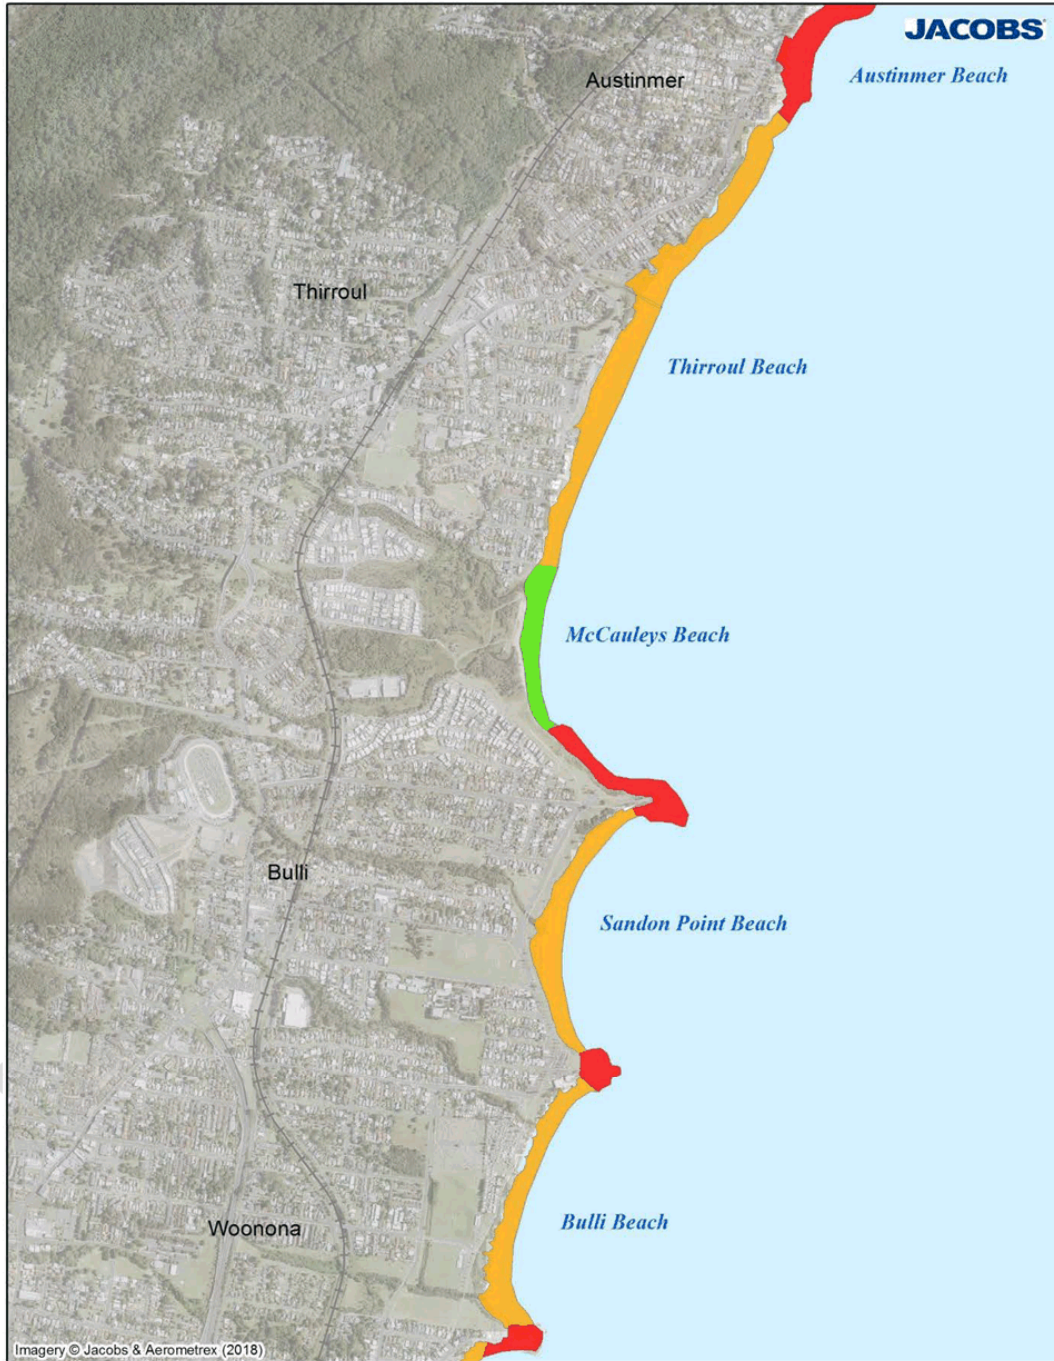 JACOBS
Austinmer Beach
Austinmer
Thirroul
Thirroul Beach
McCauleys Beach
Bulli
Sandon Point Beach
Bulli Beach
Woonona
Imagery © Jacobs & Aerometrex (2018)